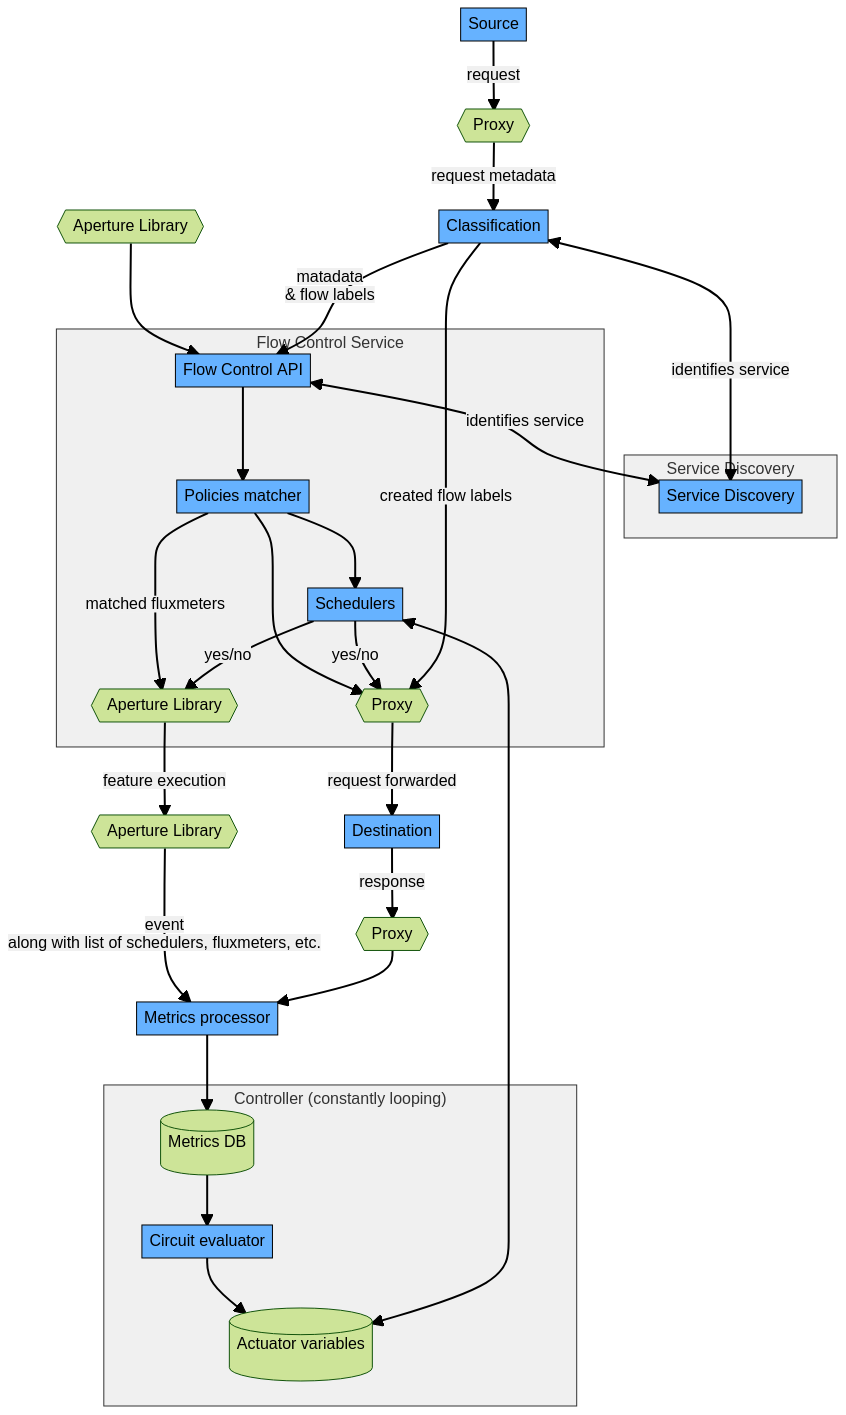 Source
request
Proxy
request metadata
Aperture Library
Classification
matadata
& flow labels
Flow Control Service
Flow Control API
identifies service
identifies service
Service Discovery
Policies matcher
created flow labels
Service Discovery
matched fluxmeters
Schedulers
yes/no
yes/no
Aperture Library
Proxy
feature execution
request forwarded
Aperture Library
Destination
response
event
along with list of schedulers, fluxmeters, etc.
Proxy
Metrics processor
Controller (constantly looping)
Metrics DB
Circuit evaluator
Actuator variables